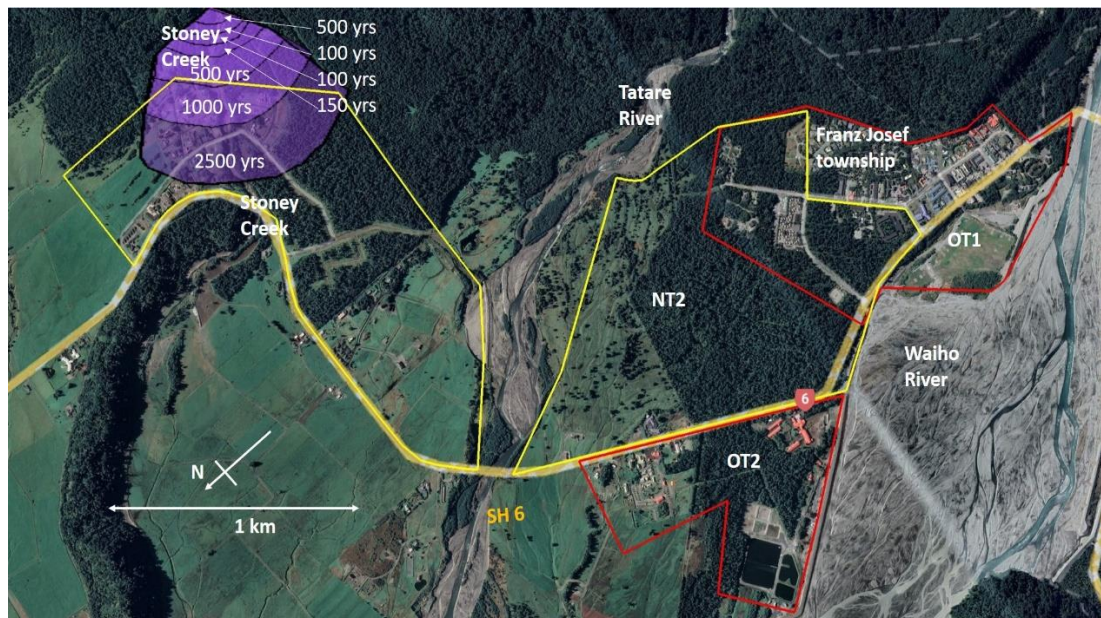 500 yrs
Stoney
Creek
100 yrs
500 yrs
100 yrs
1000 yrs
150 yrs
2500 yrs
Stoney
Creek
Tatare
River
Franz Josef
township
OT1
NT2
Waiho
River
6
OT2
N
1 km
SH 6